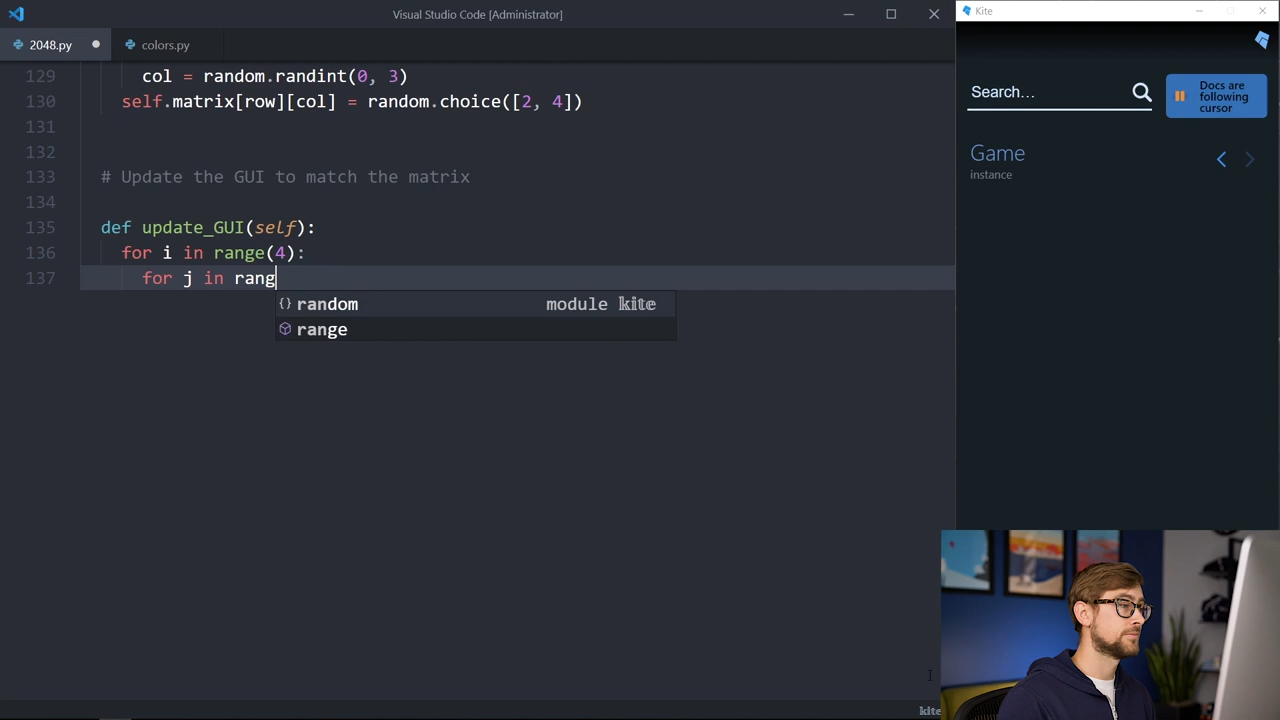 Visual Studio Code [Administrator]
2048.py
colors.py
129 col = random.randint(0, 3)
130 self.matrix[row][col] = random.choice([2, 4])
131
132
133 # Update the GUI to match the matrix
134
135 def update_GUI(self):
136 for i in range(4):
137 for j in rang
{} random module kite
range
Kite
Search...
Docs are
following
cursor
Game
instance
kite